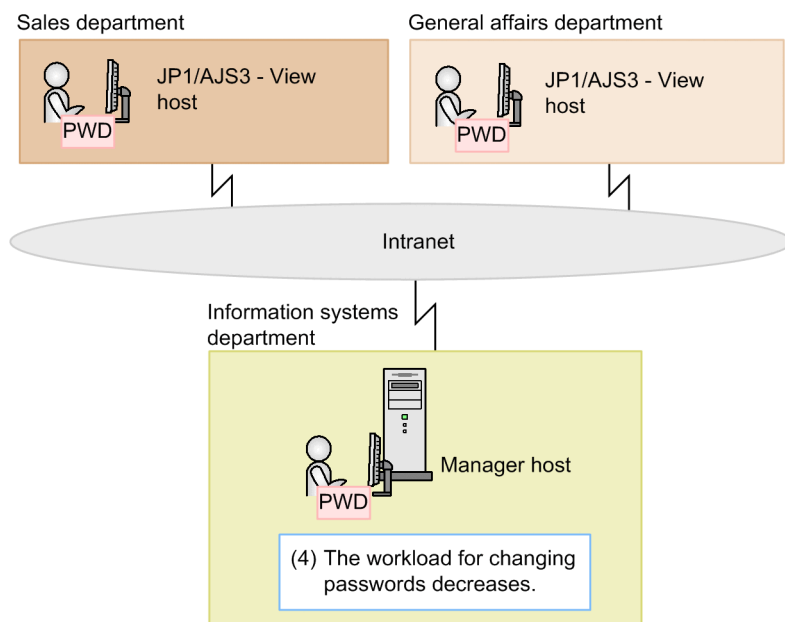 Sales department
General affairs department
JP1/AJS3 - View
host
PWD
JP1/AJS3 - View
host
PWD
Intranet
Information systems
department
Manager host
PWD
(4) The workload for changing
passwords decreases.